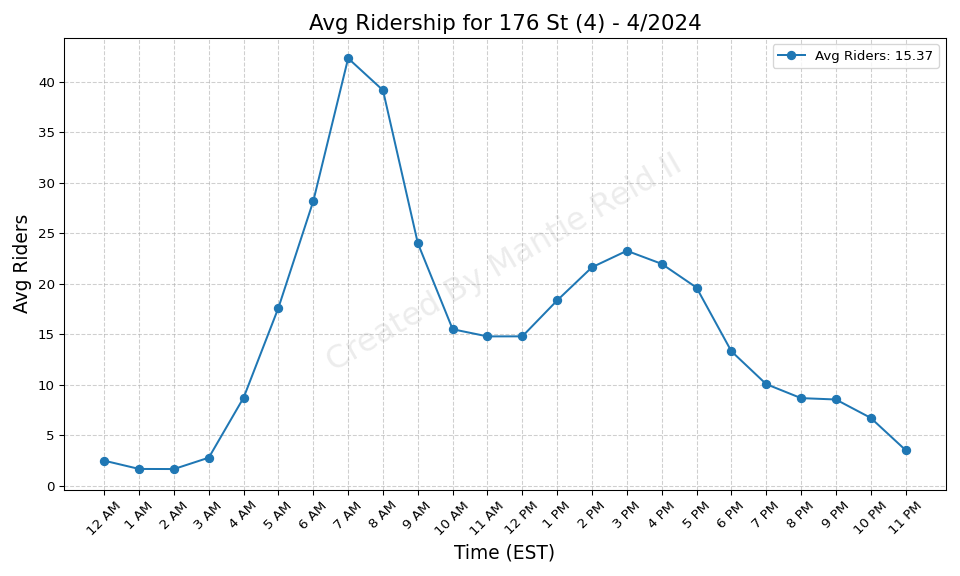 Avg Ridership for 176 St (4) - 4/2024
Avg Riders: 15.37
Avg Riders
40
35
30
25
20
15
10
5
0
Created By Mantie Reid II
12 AM
1 AM
2 AM
3 AM
4 AM
5 AM
6 AM
7 AM
8 AM
9 AM
10 AM
11 AM
12 PM
1 PM
2 PM
3 PM
4 PM
5 PM
6 PM
7 PM
8 PM
9 PM
10 PM
11 PM
Time (EST)